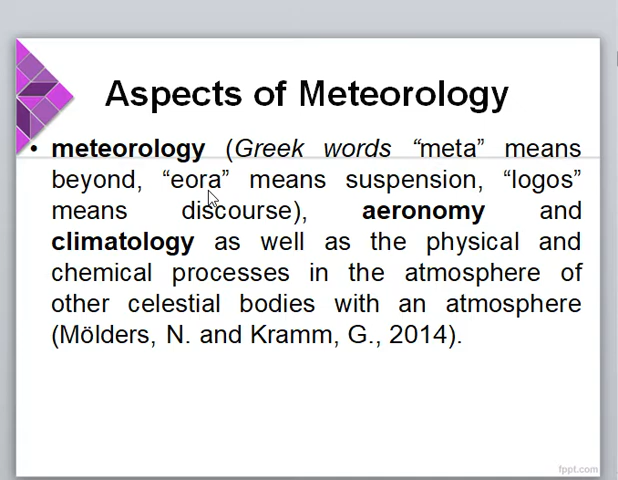 Aspects of Meteorology
• meteorology (Greek words “meta” means
beyond, “eora” means suspension, “logos”
means discourse), aeronomy and
climatology as well as the physical and
chemical processes in the atmosphere of
other celestial bodies with an atmosphere
(Mölders, N. and Kramm, G., 2014).
fppt.com